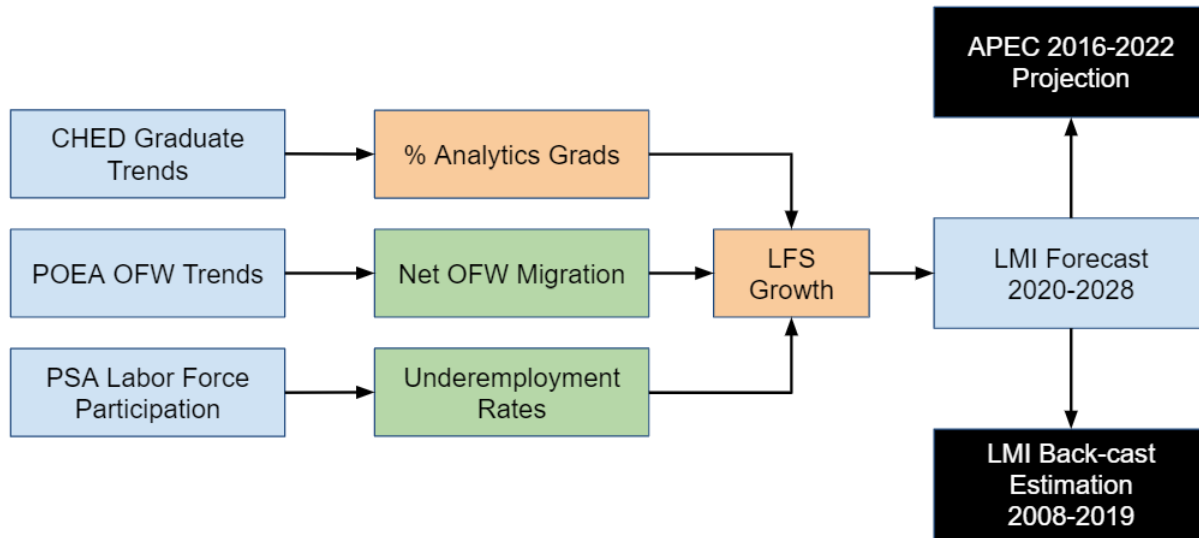 CHED Graduate
Trends
% Analytics Grads
POEA OFW Trends
Net OFW Migration
PSA Labor Force
Participation
Underemployment
Rates
LFS
Growth
LMI Forecast
2020-2028
APEC 2016-2022
Projection
LMI Back-cast
Estimation
2008-2019